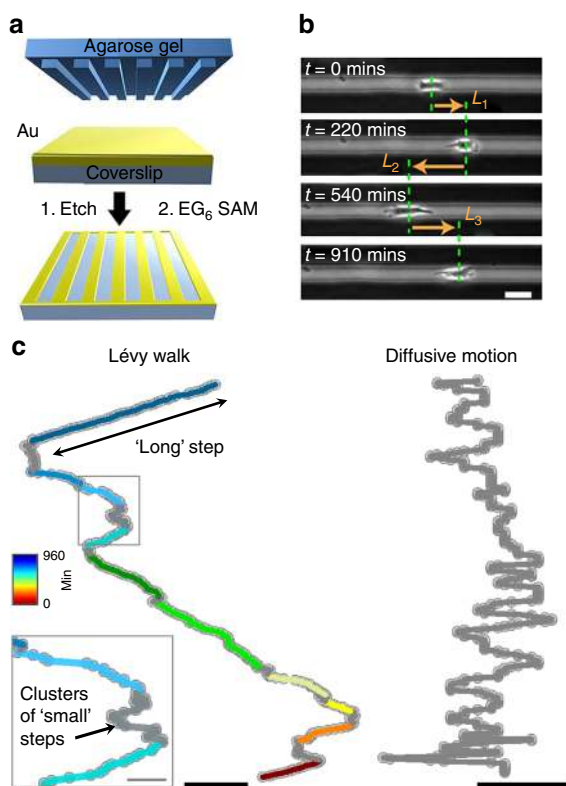 a
Agarose gel
Au
Coverslip
1. Etch
2. EG₆ SAM
b
t = 0 mins
L₁
t = 220 mins
L₂
t = 540 mins
L₃
t = 910 mins
c
Lévy walk
Diffusive motion
‘Long’ step
960
Min
0
Clusters
of ‘small’
steps